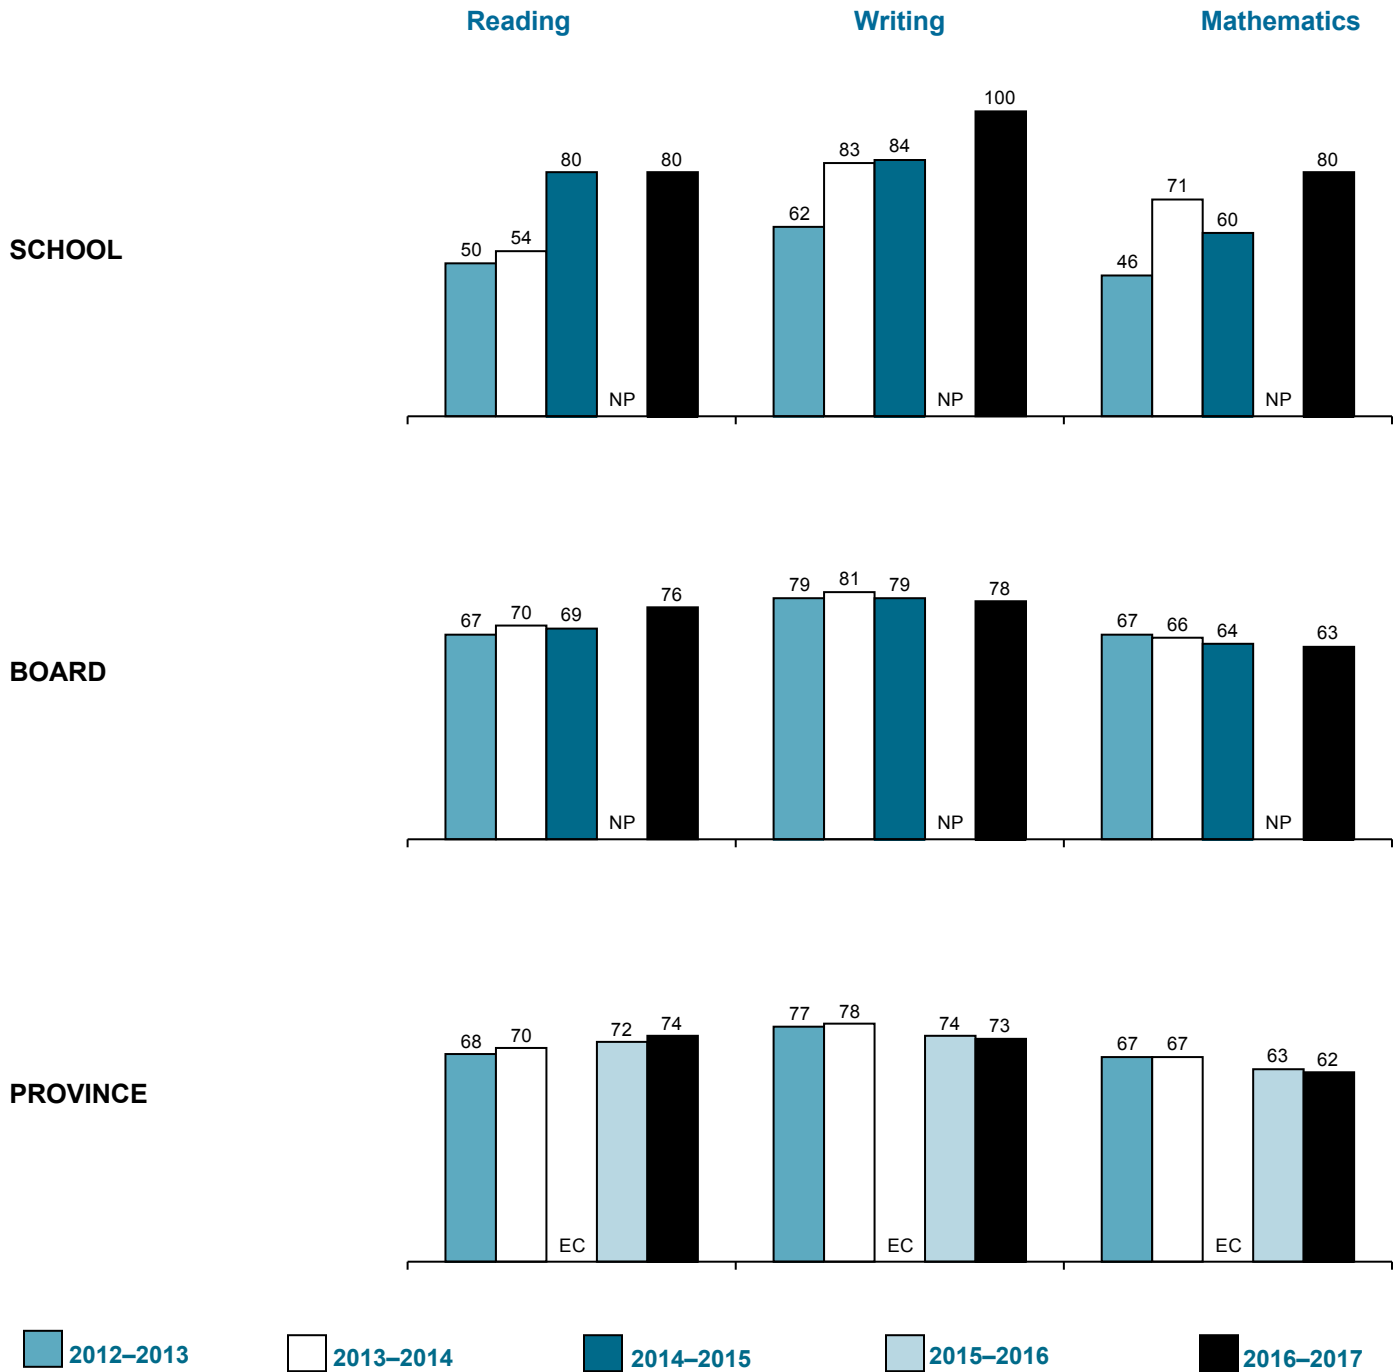 Reading Writing Mathematics
SCHOOL
50 54 80 NP 80 62 83 84 NP 100 46 71 60 NP 80
BOARD
67 70 69 NP 76 79 81 79 NP 78 67 66 64 NP 63
PROVINCE
68 70 EC 72 74 77 78 EC 74 73 67 67 EC 63 62
2012–2013 2013–2014 2014–2015 2015–2016 2016–2017